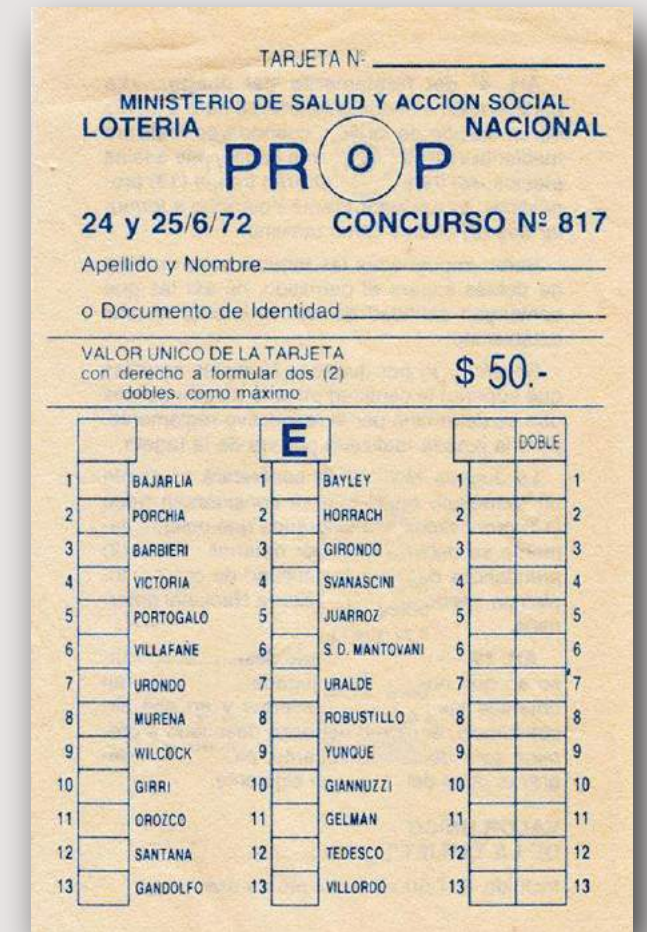 TARJETA Nº
MINISTERIO DE SALUD Y ACCION SOCIAL
LOTERIA NACIONAL
PROP
24 y 25/6/72 CONCURSO Nº 817
Apellido y Nombre
o Documento de Identidad
VALOR UNICO DE LA TARJETA
con derecho a formular dos (2)
dobles. como máximo
$ 50.-
E DOBLE
1 BAJARLIA 1 BAYLEY 1 1
2 PORCHIA 2 HORRACH 2 2
3 BARBIERI 3 GIRONDO 3 3
4 VICTORIA 4 SVANASCINI 4 4
5 PORTOGALO 5 JUARROZ 5 5
6 VILLAFAÑE 6 S. D. MANTOVANI 6 6
7 URONDO 7 URALDE 7 7
8 MURENA 8 ROBUSTILLO 8 8
9 WILCOCK 9 YUNQUE 9 9
10 GIRRI 10 GIANNUZZI 10 10
11 OROZCO 11 GELMAN 11 11
12 SANTANA 12 TEDESCO 12 12
13 GANDOLFO 13 VILLORDO 13 13